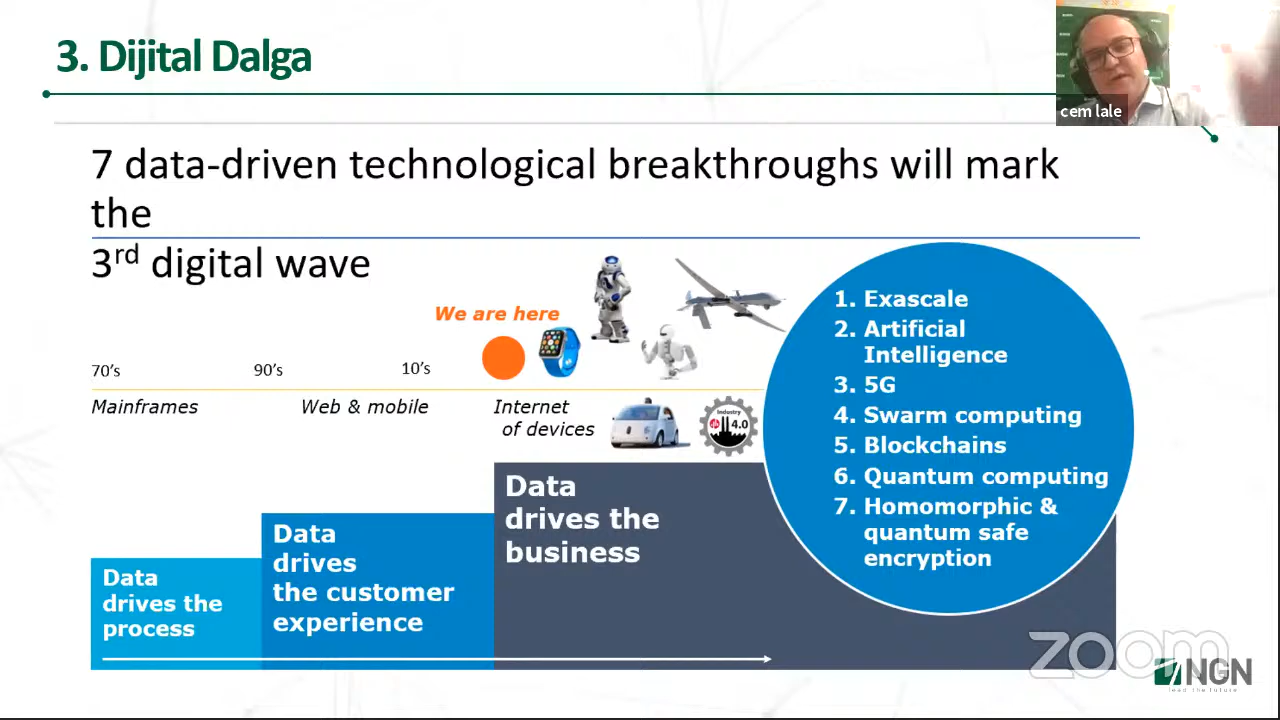 3. Dijital Dalga
cem lale
7 data-driven technological breakthroughs will mark
the
3rd digital wave
We are here
70's
90's
10's
Mainframes
Web & mobile
Internet
of devices
Industry
4.0
1. Exascale
2. Artificial
Intelligence
3. 5G
4. Swarm computing
5. Blockchains
6. Quantum computing
7. Homomorphic &
quantum safe
encryption
Data
drives the
business
Data
drives
the customer
experience
Data
drives the
process
zoom
NGN
lead the future